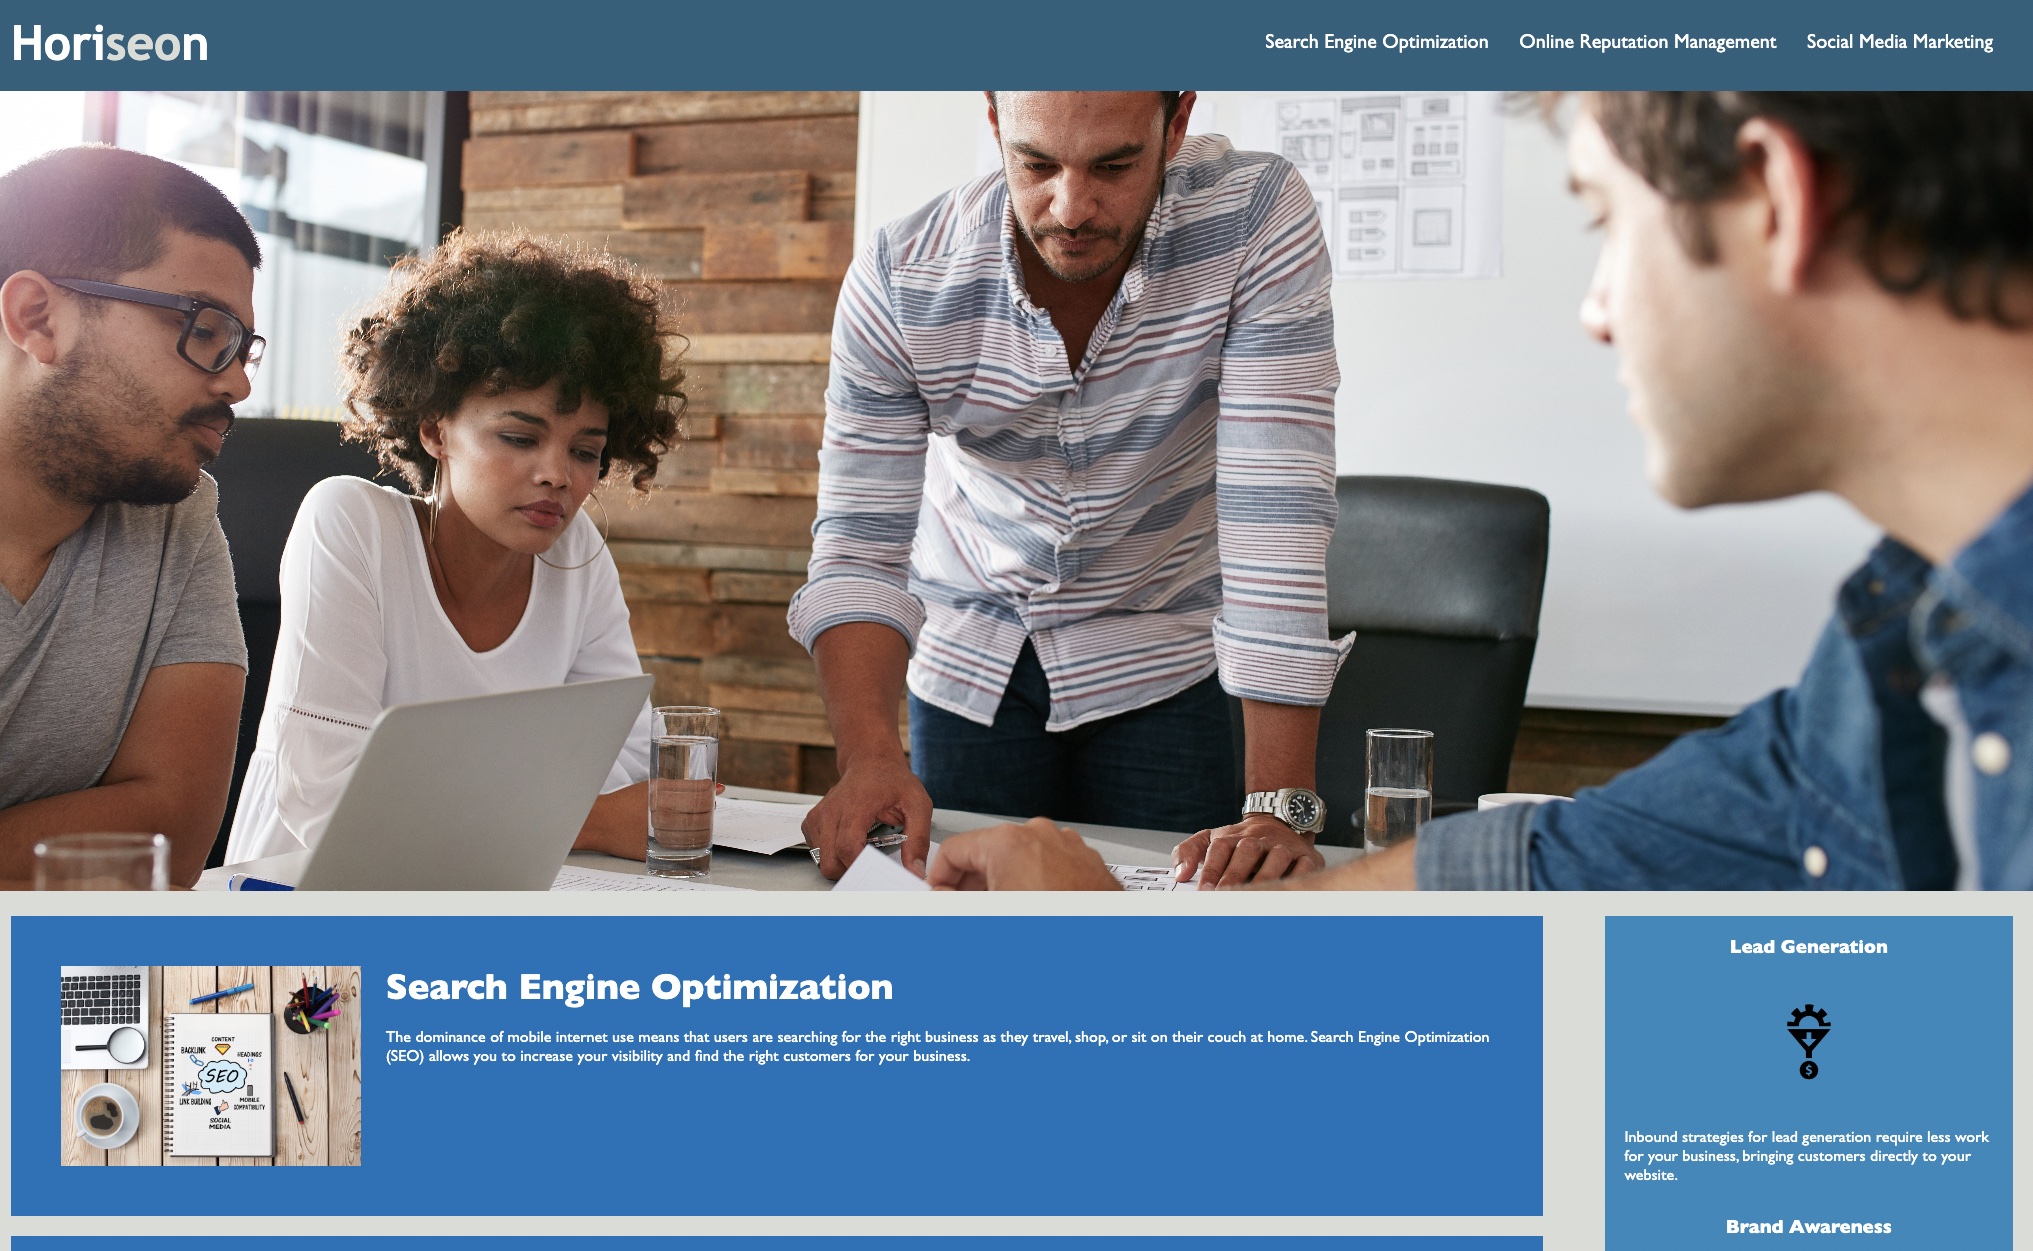 Horiseon
Search Engine Optimization
Online Reputation Management
Social Media Marketing
Search Engine Optimization
The dominance of mobile internet use means that users are searching for the right business as they travel, shop, or sit on their couch at home. Search Engine Optimization
(SEO) allows you to increase your visibility and find the right customers for your business.
CONTENT
BACKLINK
HEADINGS
SEO
LINK BUILDING
MOBILE
COMPATIBILITY
SOCIAL
MEDIA
Lead Generation
$
Inbound strategies for lead generation require less work
for your business, bringing customers directly to your
website.
Brand Awareness